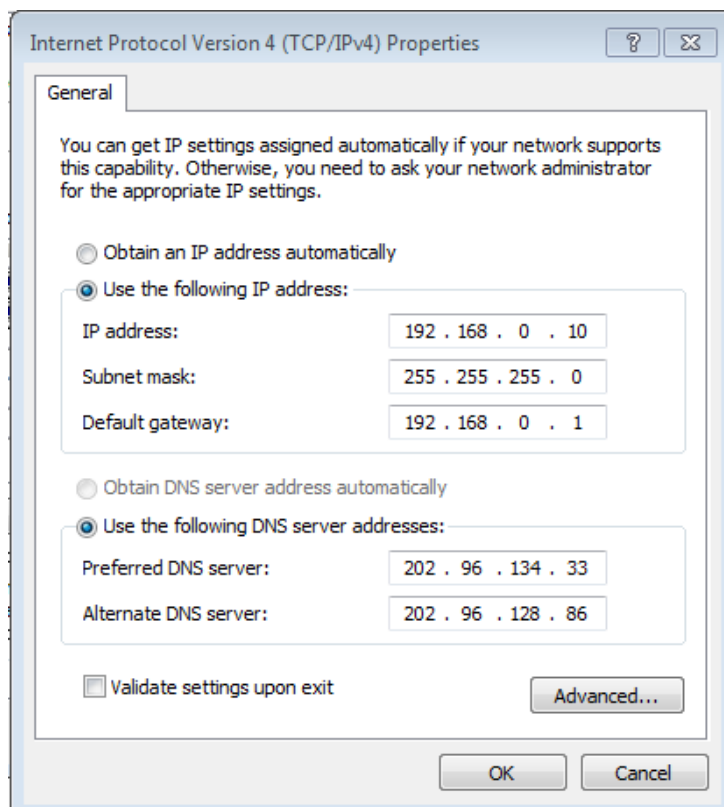 Internet Protocol Version 4 (TCP/IPv4) Properties
General
You can get IP settings assigned automatically if your network supports
this capability. Otherwise, you need to ask your network administrator
for the appropriate IP settings.
Obtain an IP address automatically
Use the following IP address:
IP address: 192 . 168 . 0 . 10
Subnet mask: 255 . 255 . 255 . 0
Default gateway: 192 . 168 . 0 . 1
Obtain DNS server address automatically
Use the following DNS server addresses:
Preferred DNS server: 202 . 96 . 134 . 33
Alternate DNS server: 202 . 96 . 128 . 86
Validate settings upon exit
Advanced...
OK Cancel